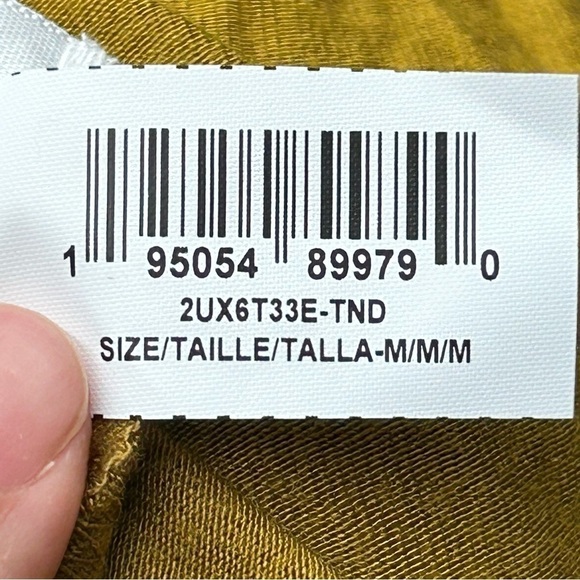 1 95054 89979 0
2UX6T33E-TND
SIZE/TAILLE/TALLA-M/M/M